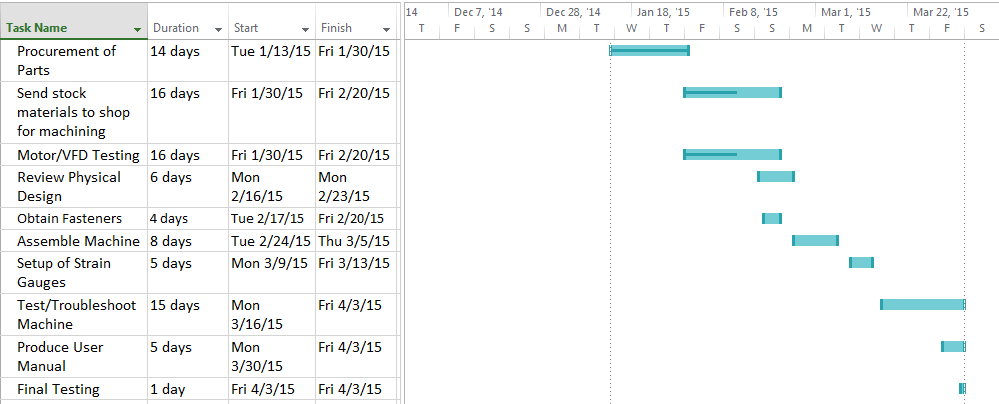 14 Dec 7, '14 Dec 28, '14 Jan 18, '15 Feb 8, '15 Mar 1, '15 Mar 22, '15
Task Name Duration Start Finish T F S S M T W T F S S M T W T F S
Procurement of 14 days Tue 1/13/15 Fri 1/30/15
Parts
Send stock 16 days Fri 1/30/15 Fri 2/20/15
materials to shop
for machining
Motor/VFD Testing 16 days Fri 1/30/15 Fri 2/20/15
Review Physical 6 days Mon Mon
Design 2/16/15 2/23/15
Obtain Fasteners 4 days Tue 2/17/15 Fri 2/20/15
Assemble Machine 8 days Tue 2/24/15 Thu 3/5/15
Setup of Strain 5 days Mon 3/9/15 Fri 3/13/15
Gauges
Test/Troubleshoot 15 days Mon Fri 4/3/15
Machine 3/16/15
Produce User 5 days Mon Fri 4/3/15
Manual 3/30/15
Final Testing 1 day Fri 4/3/15 Fri 4/3/15